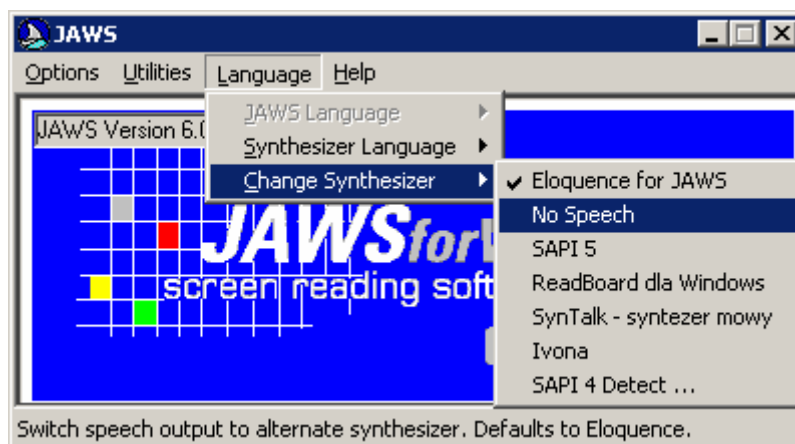 JAWS
Options Utilities Language Help
JAWS Version 6.
JAWS Language
Synthesizer Language
Change Synthesizer
Eloquence for JAWS
No Speech
SAPI 5
ReadBoard dla Windows
SynTalk - syntezer mowy
Ivona
SAPI 4 Detect ...
JAWSfor
screen reading soft
Switch speech output to alternate synthesizer. Defaults to Eloquence.